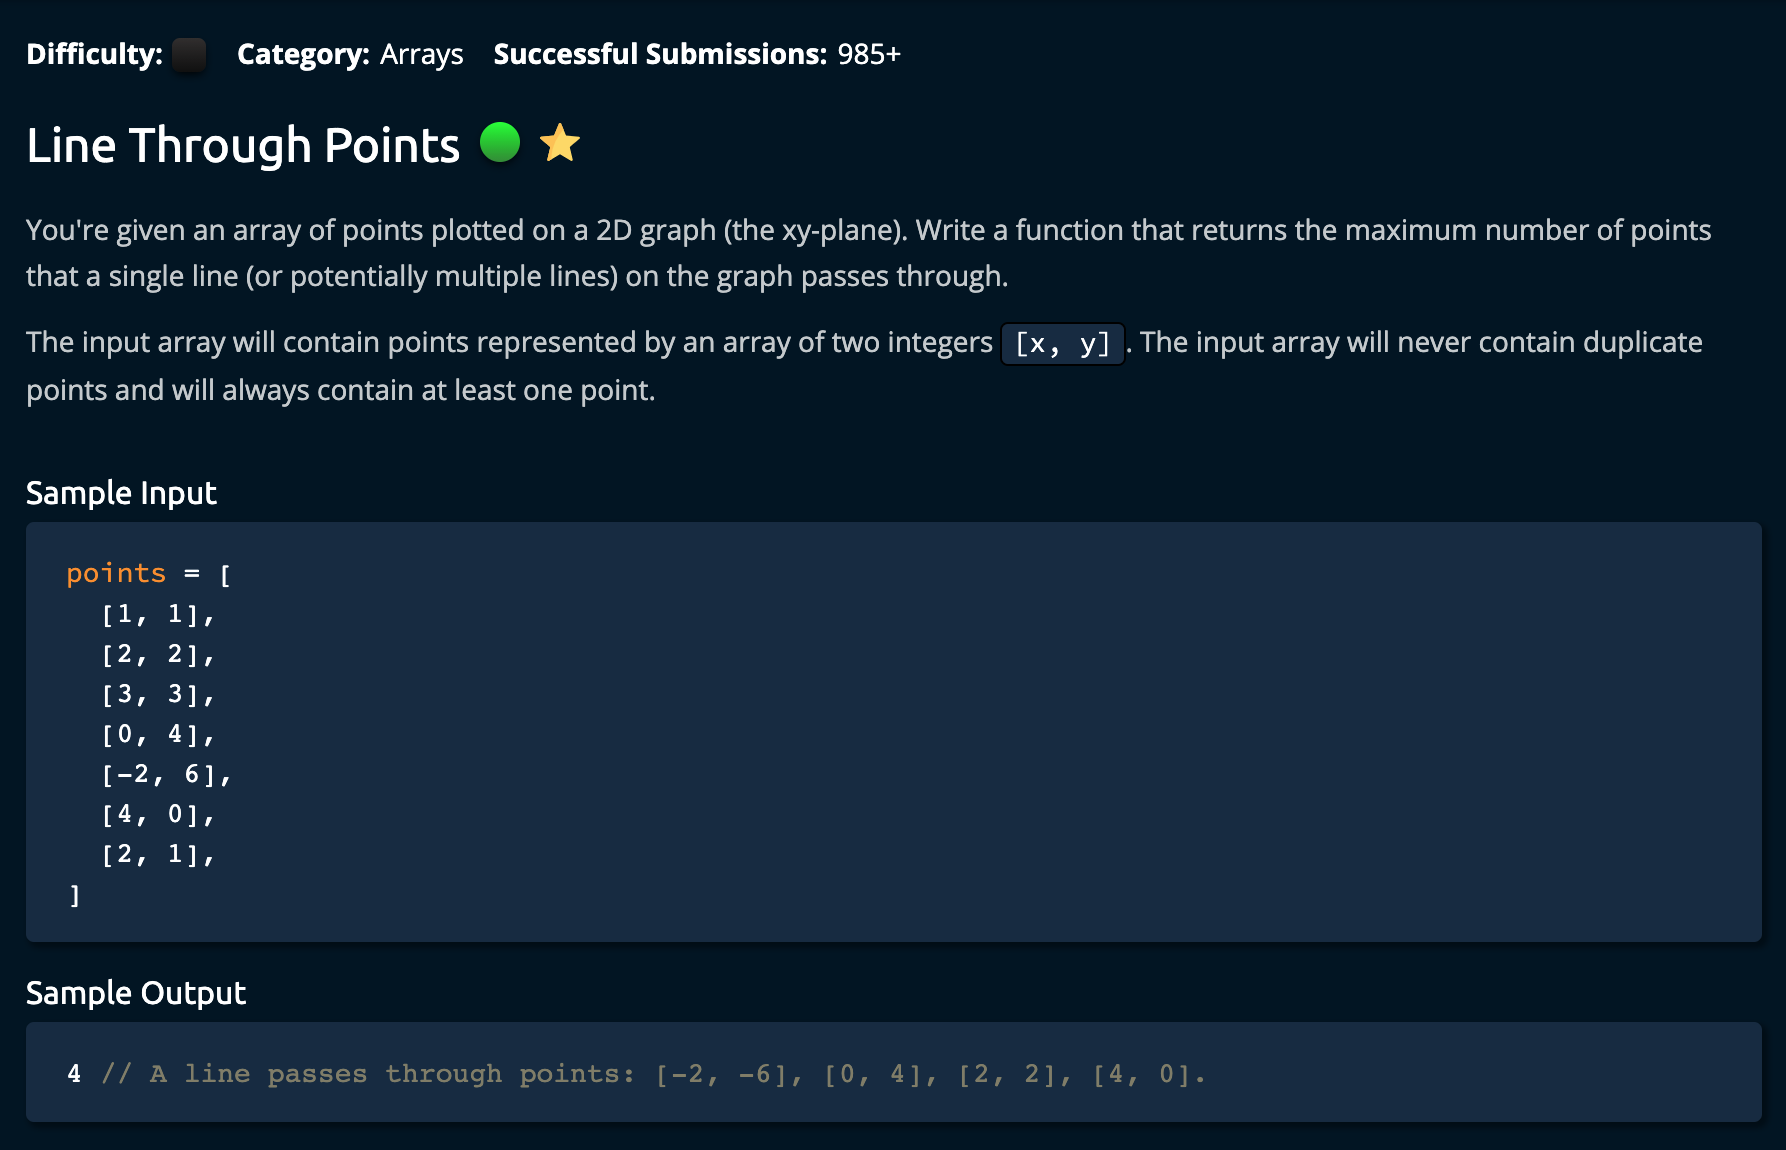 Difficulty: Category: Arrays Successful Submissions: 985+
Line Through Points
You're given an array of points plotted on a 2D graph (the xy-plane). Write a function that returns the maximum number of points
that a single line (or potentially multiple lines) on the graph passes through.
The input array will contain points represented by an array of two integers [x, y]. The input array will never contain duplicate
points and will always contain at least one point.
Sample Input
points = [
  [1, 1],
  [2, 2],
  [3, 3],
  [0, 4],
  [-2, 6],
  [4, 0],
  [2, 1],
]
Sample Output
4 // A line passes through points: [-2, -6], [0, 4], [2, 2], [4, 0].